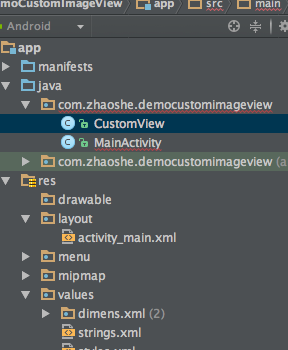 moCustomImageView app src main
Android
app
manifests
java
com.zhaoshe.democustomimageview
CustomView
MainActivity
com.zhaoshe.democustomimageview (a
res
drawable
layout
activity_main.xml
menu
mipmap
values
dimens.xml (2)
strings.xml